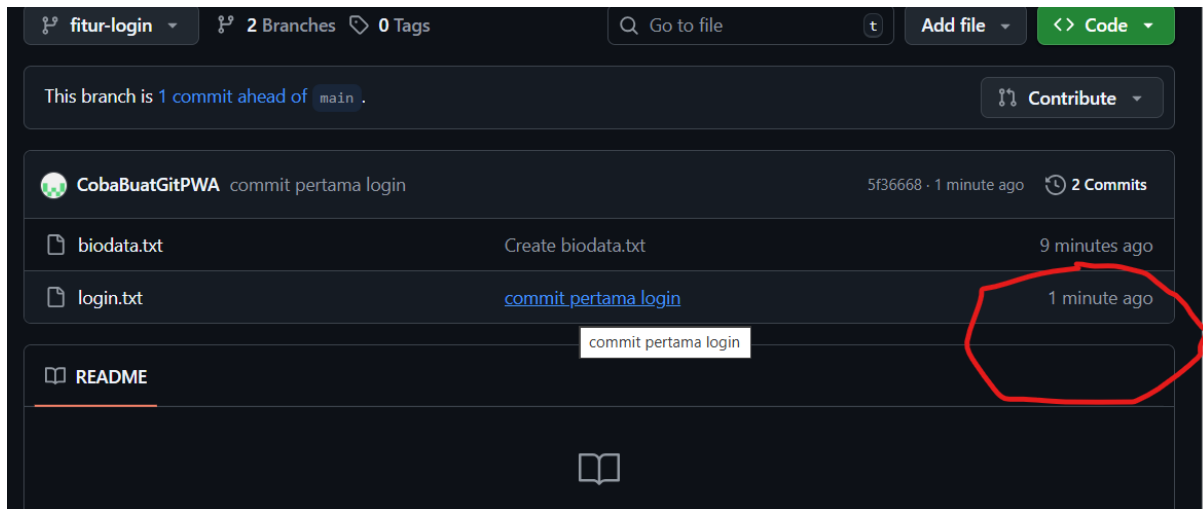 fitur-login 2 Branches 0 Tags Go to file t Add file <> Code
This branch is 1 commit ahead of main . Contribute
CobaBuatGitPWA commit pertama login 5f36668 · 1 minute ago 2 Commits
biodata.txt Create biodata.txt 9 minutes ago
login.txt commit pertama login 1 minute ago
commit pertama login
README